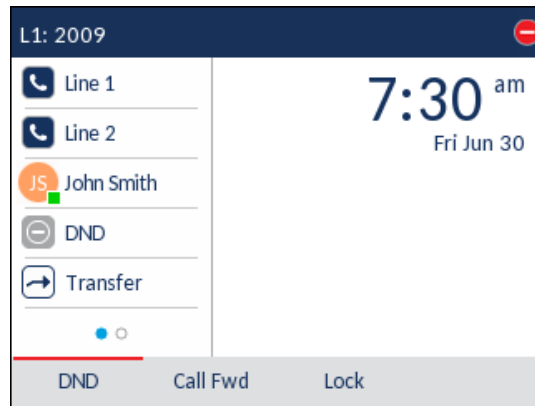 L1: 2009
Line 1
Line 2
JS John Smith
DND
Transfer
7:30 am
Fri Jun 30
DND Call Fwd Lock